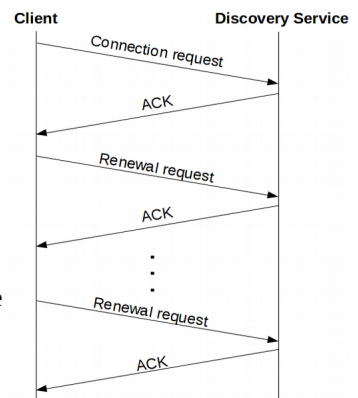 Client Discovery Service
Connection request
ACK
Renewal request
ACK
e
Renewal request
ACK